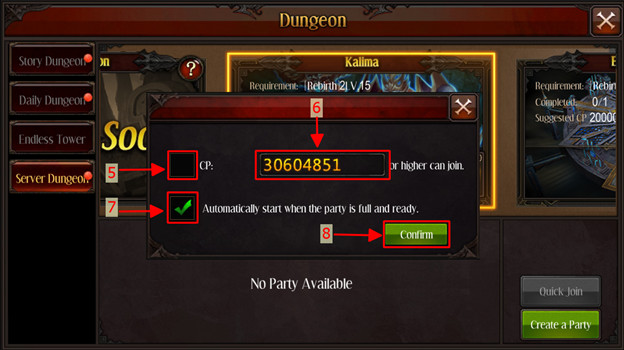 Dungeon
Story Dungeon
Daily Dungeon
Endless Tower
Server Dungeon
on
?
Soo
Kalima
Requirement: [Rebirth 2] V.15
Requirement: [Rebirth
Completed: 0/1
Suggested CP 20000
6
5
CP:
30604851
or higher can join.
7
Automatically start when the party is full and ready.
8
Confirm
No Party Available
Quick Join
Create a Party